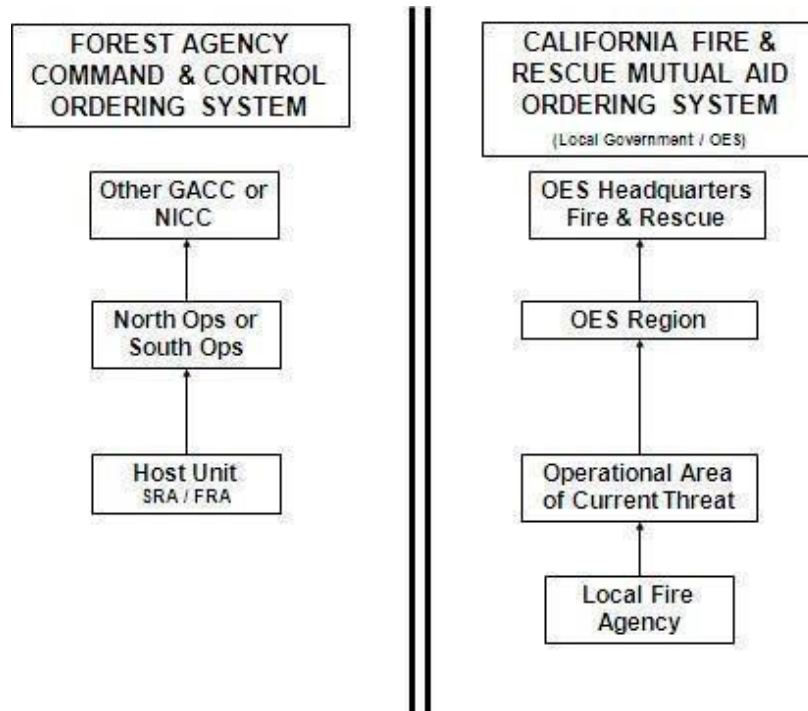 FOREST AGENCY
COMMAND & CONTROL
ORDERING SYSTEM
Other GACC or
NICC
North Ops or
South Ops
Host Unit
SRA / FRA
CALIFORNIA FIRE &
RESCUE MUTUAL AID
ORDERING SYSTEM
(Local Government / OES)
OES Headquarters
Fire & Rescue
OES Region
Operational Area
of Current Threat
Local Fire
Agency